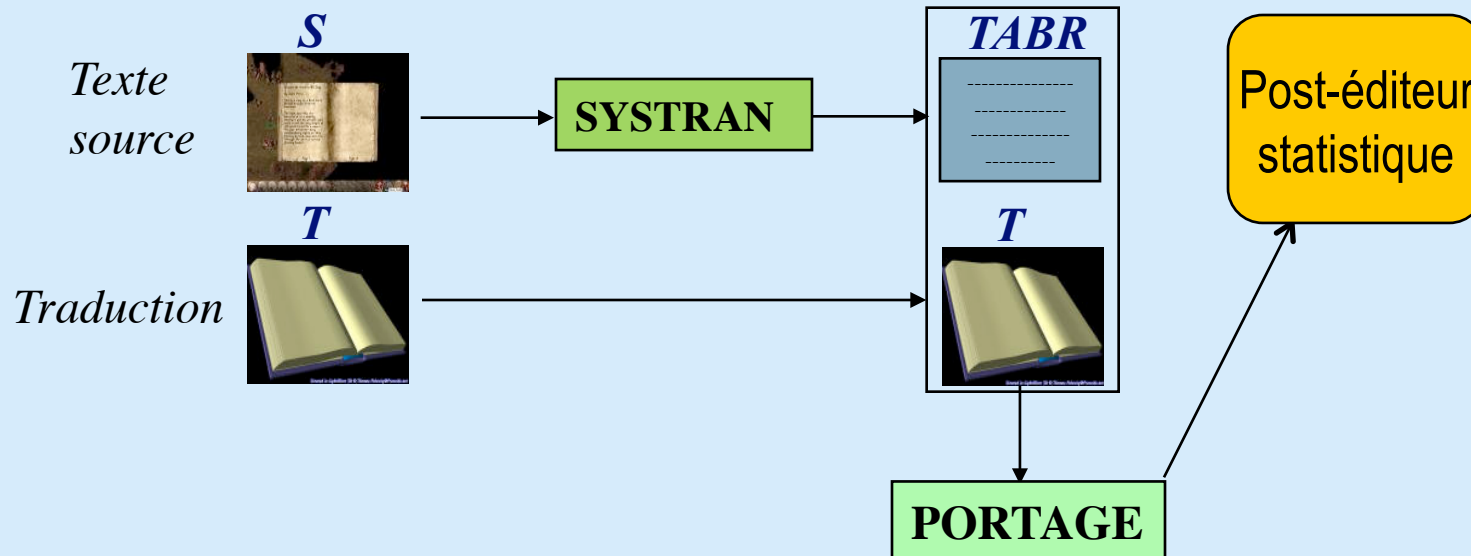 S
TABR
Texte
source
SYSTRAN
---------------
-------------
--------------
----------
Post-éditeur
statistique
T
T
Traduction
PORTAGE